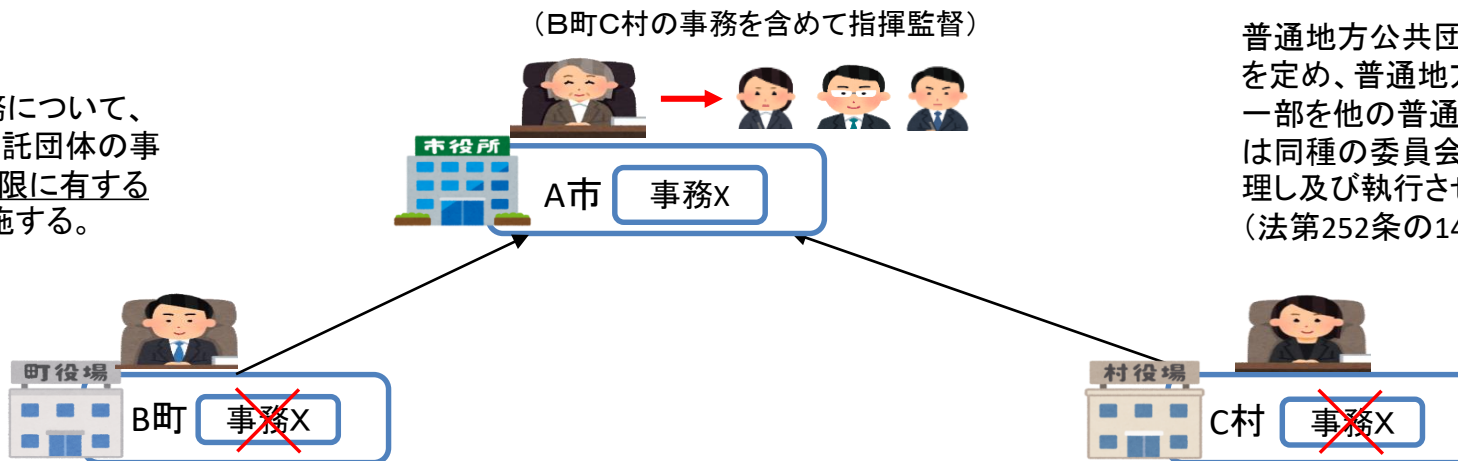 （Ｂ町Ｃ村の事務を含めて指揮監督）
務について、
託団体の事
限に有する
施する。
普通地方公共団
を定め、普通地方
一部を他の普通
は同種の委員会
理し及び執行させ
（法第252条の14
市役所
A市
事務X
町役場
B町
事務X
村役場
C村
事務X